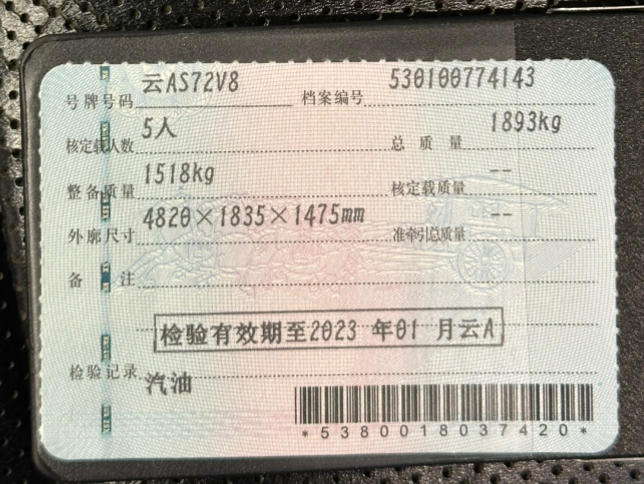 号牌号码 云AS72V8 档案编号 530100774143
核定载人数 5人 总质量 1893kg
整备质量 1518kg 核定载质量 --
外廓尺寸 4820×1835×1475mm 准牵引总质量 --
备注
检验有效期至2023 年01 月云A
检验记录 汽油
*5380018037420*